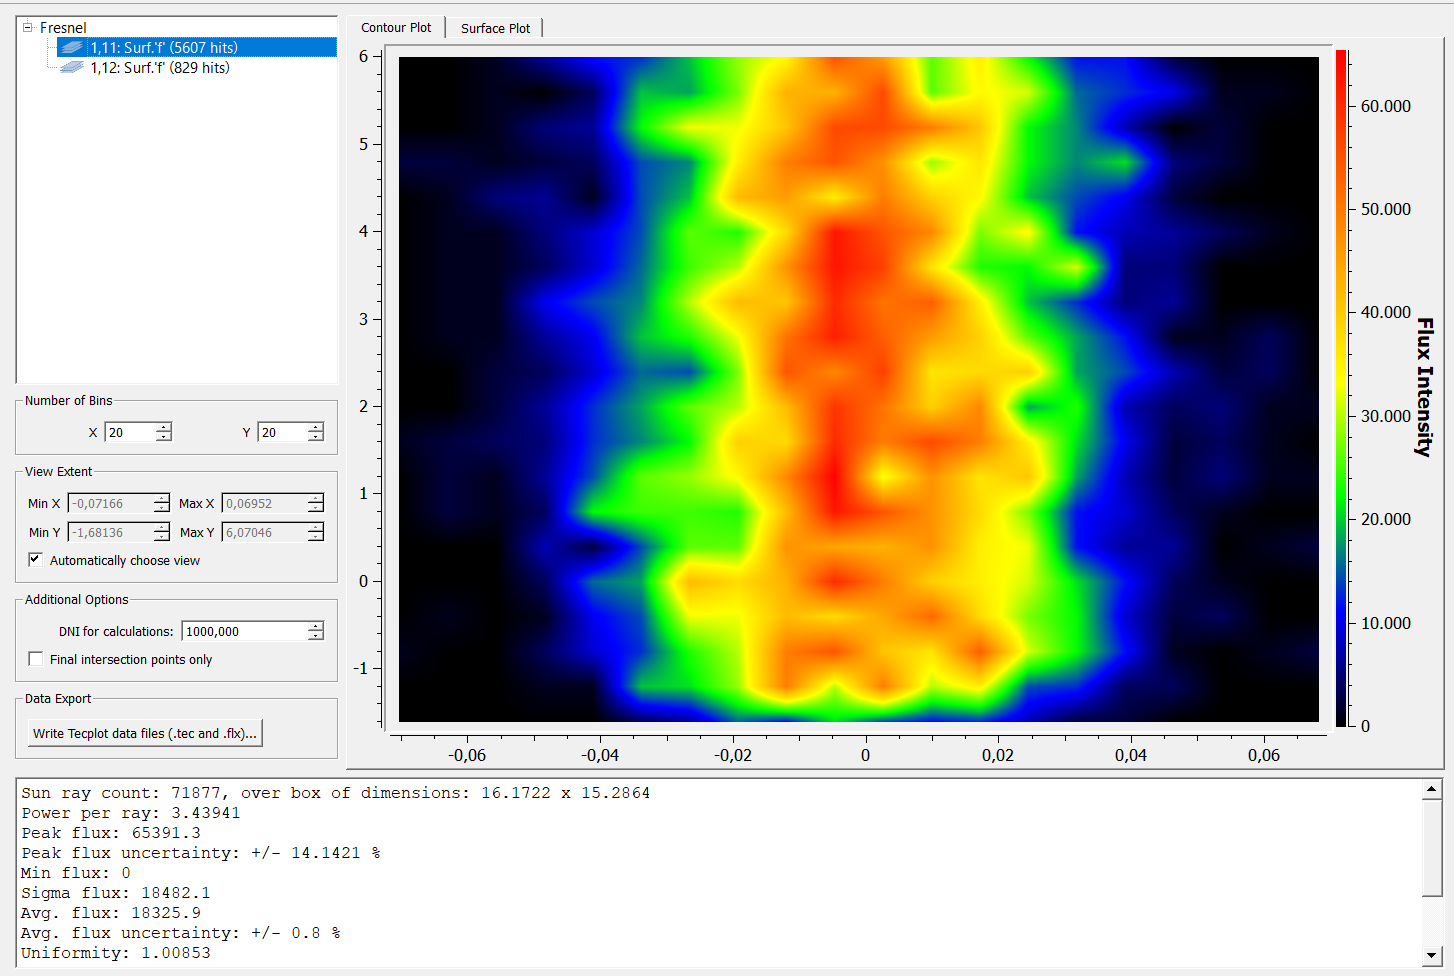 Fresnel
1,11: Surf.'f' (5607 hits)
1,12: Surf.'f' (829 hits)
Number of Bins
X 20 Y 20
View Extent
Min X -0,07166 Max X 0,06952
Min Y -1,68136 Max Y 6,07046
Automatically choose view
Additional Options
DNI for calculations: 1000,000
Final intersection points only
Data Export
Write Tecplot data files (.tec and .flx)...
Contour Plot Surface Plot
6
5
4
3
2
1
0
-1
-0,06 -0,04 -0,02 0 0,02 0,04 0,06
60.000
50.000
40.000
30.000
20.000
10.000
0
Flux Intensity
Sun ray count: 71877, over box of dimensions: 16.1722 x 15.2864
Power per ray: 3.43941
Peak flux: 65391.3
Peak flux uncertainty: +/- 14.1421 %
Min flux: 0
Sigma flux: 18482.1
Avg. flux: 18325.9
Avg. flux uncertainty: +/- 0.8 %
Uniformity: 1.00853